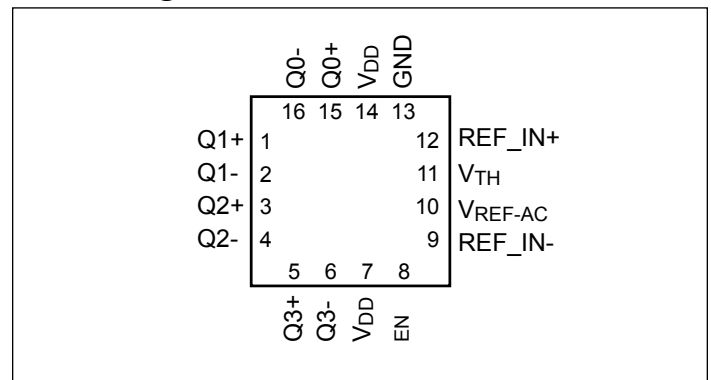 Q0- Q0+ VDD GND
16 15 14 13
Q1+ 1 12 REF_IN+
Q1- 2 11 VTH
Q2+ 3 10 VREF-AC
Q2- 4 9 REF_IN-
5 6 7 8
Q3+ Q3- VDD EN